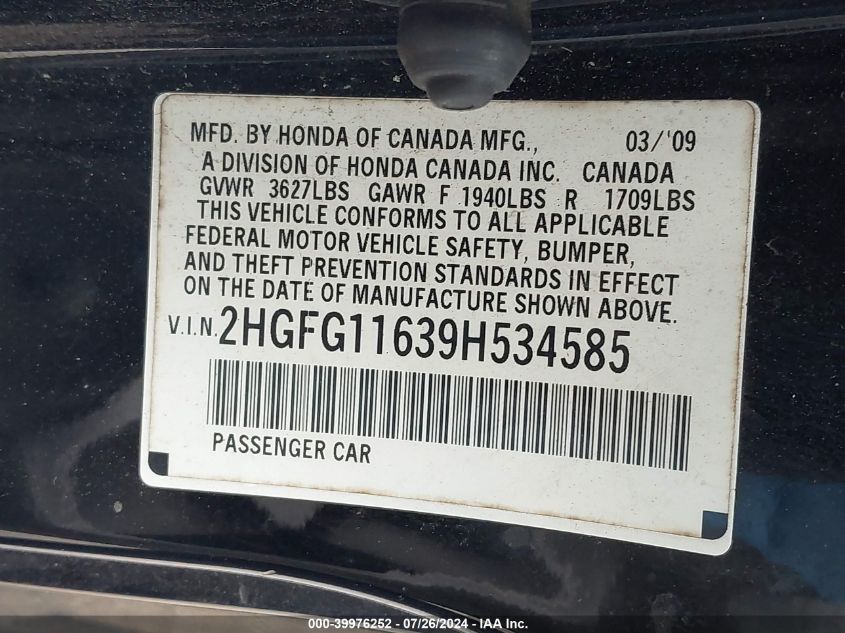 MFD. BY HONDA OF CANADA MFG., 03/'09
A DIVISION OF HONDA CANADA INC. CANADA
GVWR 3627LBS GAWR F 1940LBS R 1709LBS
THIS VEHICLE CONFORMS TO ALL APPLICABLE
FEDERAL MOTOR VEHICLE SAFETY, BUMPER,
AND THEFT PREVENTION STANDARDS IN EFFECT
ON THE DATE OF MANUFACTURE SHOWN ABOVE.
V.I.N. 2HGFG11639H534585
PASSENGER CAR
000-39976252 - 07/26/2024 - IAA Inc.